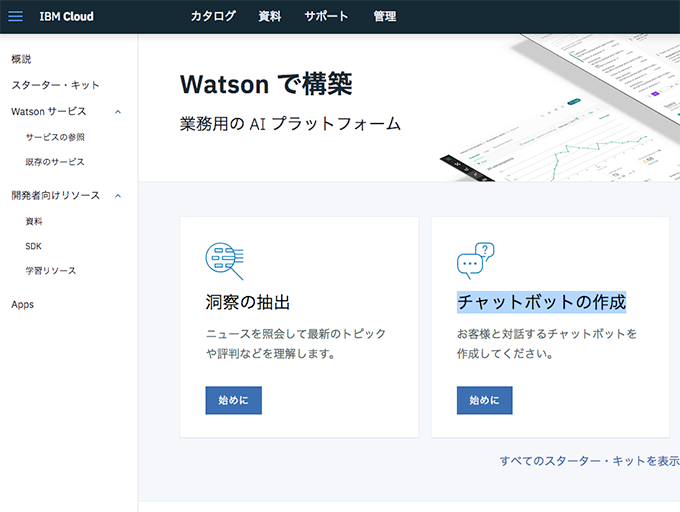 IBM Cloud
カタログ 資料 サポート 管理
概説
スターター・キット
Watson サービス
サービスの参照
既存のサービス
開発者向けリソース
資料
SDK
学習リソース
Apps
Watson で構築
業務用の AI プラットフォーム
洞察の抽出
ニュースを照会して最新のトピック
や評判などを理解します。
始めに
チャットボットの作成
お客様と対話するチャットボットを
作成してください。
始めに
すべてのスターター・キットを表示